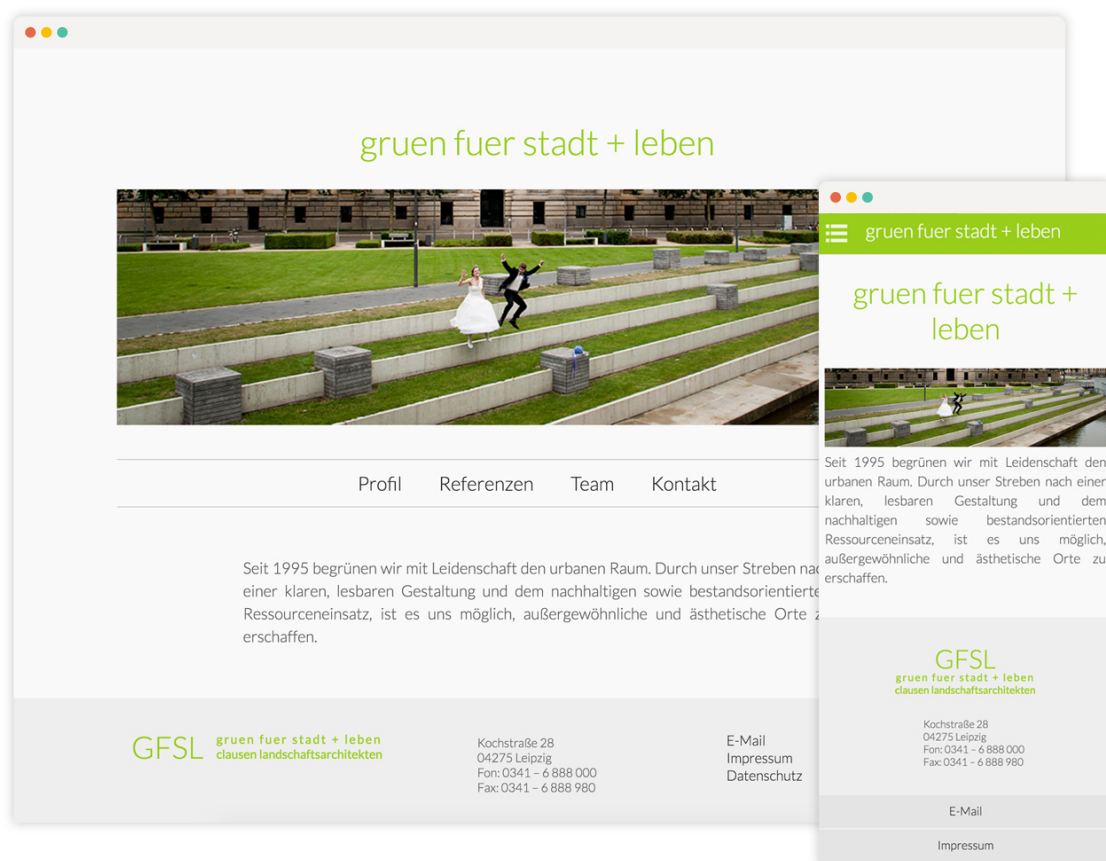 gruen fuer stadt + leben
Profil Referenzen Team Kontakt
Seit 1995 begrünen wir mit Leidenschaft den urbanen Raum. Durch unser Streben
einer klaren, lesbaren Gestaltung und dem nachhaltigen sowie
Ressourceneinsatz, ist es uns möglich, außergewöhnliche und ästhetische Orte
erschaffen.
GFSL gruen fuer stadt + leben
clausen landschaftsarchitekten
Kochstraße 28
04275 Leipzig
Fon: 0341 – 6 888 000
Fax: 0341 – 6 888 980
E-Mail
Impressum
Datenschutz
gruen fuer stadt + leben
gruen fuer stadt +
leben
Seit 1995 begrünen wir mit Leidenschaft den
urbanen Raum. Durch unser Streben nach einer
klaren, lesbaren Gestaltung und dem
nachhaltigen sowie bestandsorientierten
Ressourceneinsatz, ist es uns möglich,
außergewöhnliche und ästhetische Orte zu
erschaffen.
GFSL
gruen fuer stadt + leben
clausen landschaftsarchitekten
Kochstraße 28
04275 Leipzig
Fon: 0341 – 6 888 000
Fax: 0341 – 6 888 980
E-Mail
Impressum